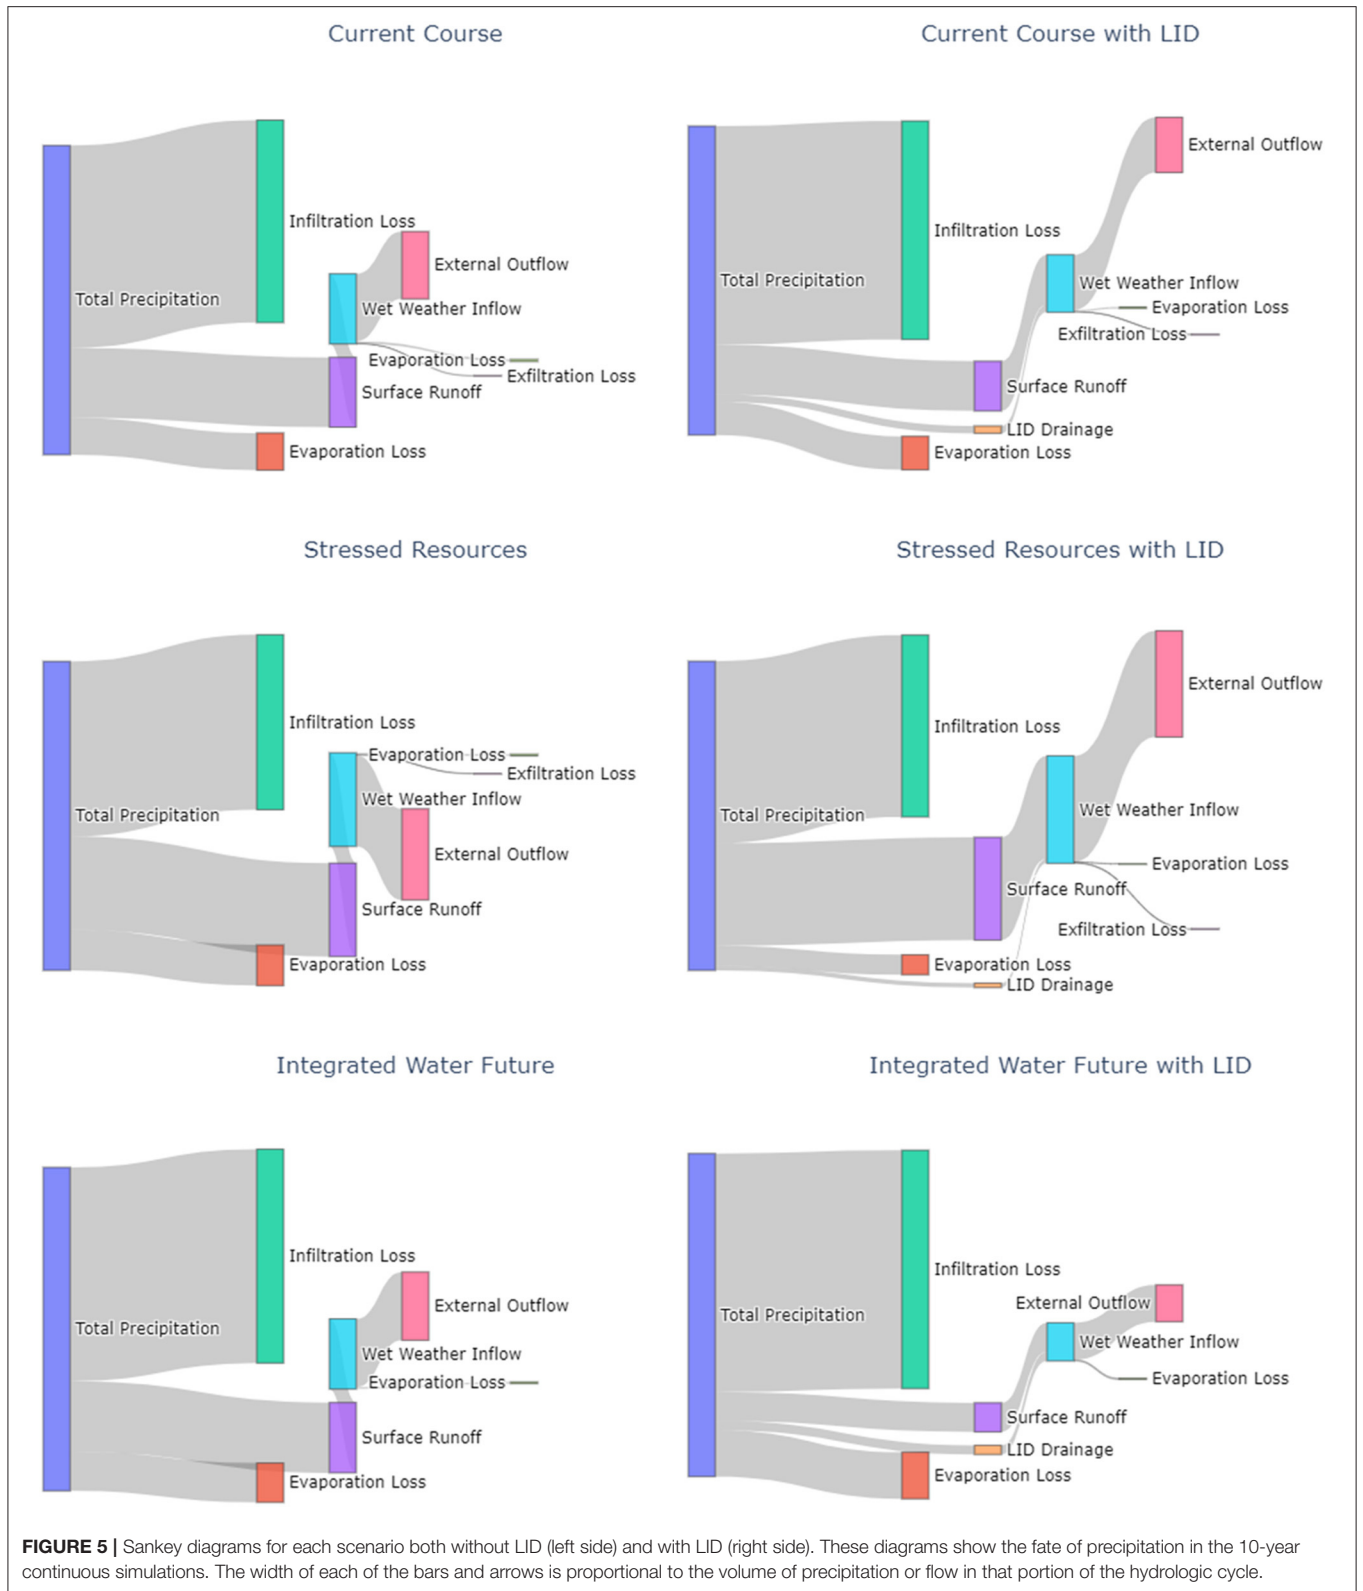 Current Course
Infiltration Loss
External Outflow
Total Precipitation
Wet Weather Inflow
Evaporation Loss
Exfiltration Loss
Surface Runoff
Evaporation Loss
Current Course with LID
External Outflow
Infiltration Loss
Total Precipitation
Wet Weather Inflow
Evaporation Loss
Exfiltration Loss
Surface Runoff
LID Drainage
Evaporation Loss
Stressed Resources
Infiltration Loss
Evaporation Loss
Exfiltration Loss
Wet Weather Inflow
Total Precipitation
External Outflow
Surface Runoff
Evaporation Loss
Stressed Resources with LID
External Outflow
Infiltration Loss
Wet Weather Inflow
Total Precipitation
Evaporation Loss
Surface Runoff
Exfiltration Loss
Evaporation Loss
LID Drainage
Integrated Water Future
Infiltration Loss
External Outflow
Total Precipitation
Wet Weather Inflow
Evaporation Loss
Surface Runoff
Evaporation Loss
Integrated Water Future with LID
Infiltration Loss
External Outflow
Total Precipitation
Wet Weather Inflow
Evaporation Loss
Surface Runoff
LID Drainage
Evaporation Loss
FIGURE 5 | Sankey diagrams for each scenario both without LID (left side) and with LID (right side). These diagrams show the fate of precipitation in the 10-year
continuous simulations. The width of each of the bars and arrows is proportional to the volume of precipitation or flow in that portion of the hydrologic cycle.